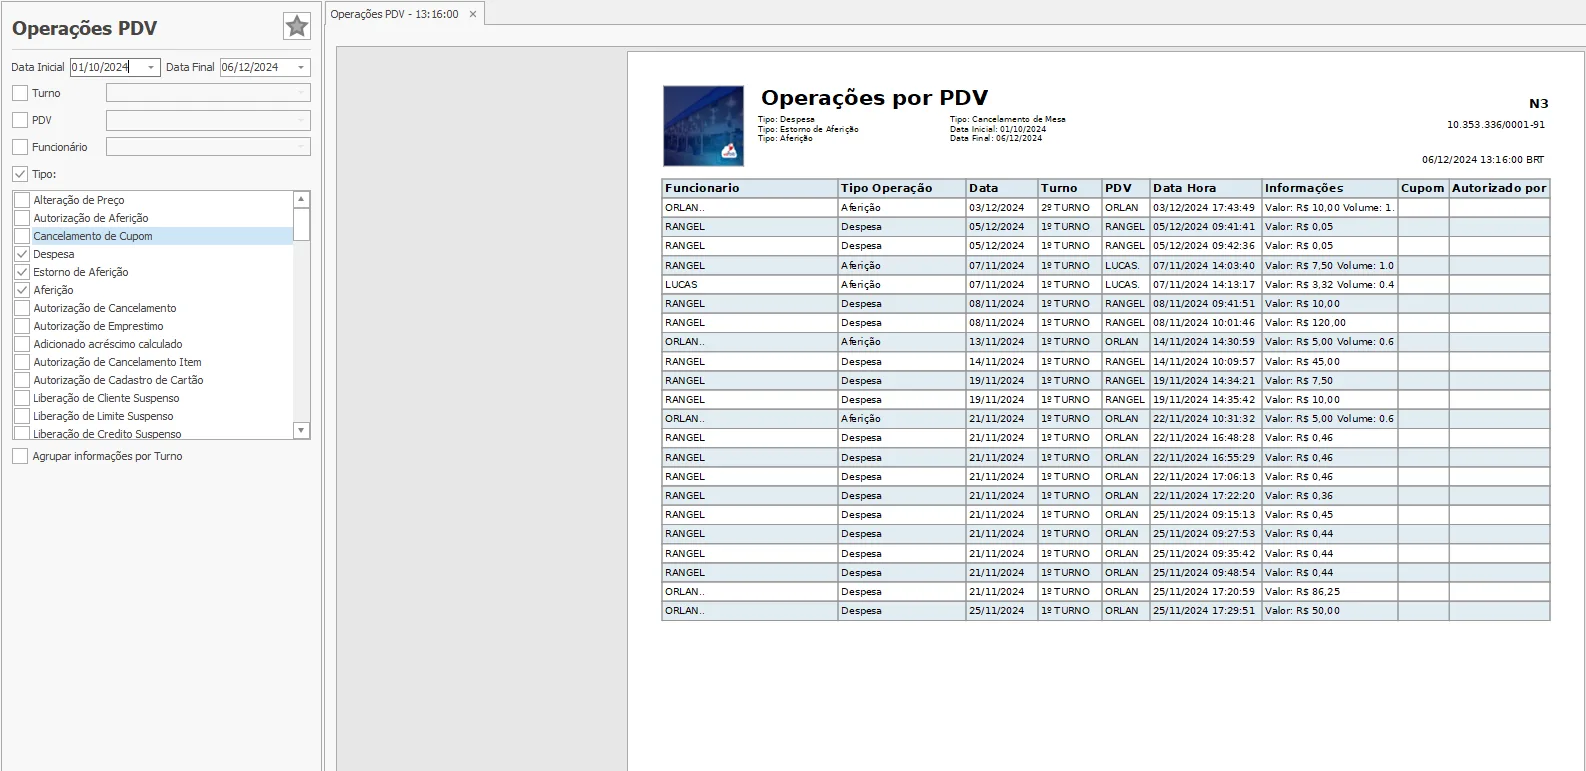 Operações PDV
Data Inicial 01/10/2024 Data Final 06/12/2024
Turno
PDV
Funcionário
Tipo:
Alteração de Preço
Autorização de Aferição
Cancelamento de Cupom
Despesa
Estorno de Aferição
Aferição
Autorização de Cancelamento
Autorização de Emprestimo
Adicionado acréscimo calculado
Autorização de Cancelamento Item
Autorização de Cadastro de Cartão
Liberação de Cliente Suspenso
Liberação de Limite Suspenso
Liberação de Credito Suspenso
Agrupar informações por Turno
Operações PDV - 13:16:00 ×
Operações por PDV
N3
Tipo: Despesa Tipo: Cancelamento de Mesa
Tipo: Estorno de Aferição Data Inicial: 01/10/2024
Tipo: Aferição Data Final: 06/12/2024
10.353.336/0001-91
06/12/2024 13:16:00 BRT
Funcionario Tipo Operação Data Turno PDV Data Hora Informações Cupom Autorizado por
ORLAN.. Aferição 03/12/2024 2º TURNO ORLAN 03/12/2024 17:43:49 Valor: R$ 10,00 Volume: 1.
RANGEL Despesa 05/12/2024 1º TURNO RANGEL 05/12/2024 09:41:41 Valor: R$ 0,05
RANGEL Despesa 05/12/2024 1º TURNO RANGEL 05/12/2024 09:42:36 Valor: R$ 0,05
RANGEL Aferição 07/11/2024 1º TURNO LUCAS. 07/11/2024 14:03:40 Valor: R$ 7,50 Volume: 1.0
LUCAS Aferição 07/11/2024 1º TURNO LUCAS. 07/11/2024 14:13:17 Valor: R$ 3,32 Volume: 0.4
RANGEL Despesa 08/11/2024 1º TURNO RANGEL 08/11/2024 09:41:51 Valor: R$ 10,00
RANGEL Despesa 08/11/2024 1º TURNO RANGEL 08/11/2024 10:01:46 Valor: R$ 120,00
ORLAN.. Aferição 13/11/2024 1º TURNO ORLAN 14/11/2024 14:30:59 Valor: R$ 5,00 Volume: 0.6
RANGEL Despesa 14/11/2024 1º TURNO RANGEL 14/11/2024 10:09:57 Valor: R$ 45,00
RANGEL Despesa 19/11/2024 1º TURNO RANGEL 19/11/2024 14:34:21 Valor: R$ 7,50
RANGEL Despesa 19/11/2024 1º TURNO RANGEL 19/11/2024 14:35:42 Valor: R$ 10,00
ORLAN.. Aferição 21/11/2024 1º TURNO ORLAN 22/11/2024 10:31:32 Valor: R$ 5,00 Volume: 0.6
RANGEL Despesa 21/11/2024 1º TURNO ORLAN 22/11/2024 16:48:28 Valor: R$ 0,46
RANGEL Despesa 21/11/2024 1º TURNO ORLAN 22/11/2024 16:55:29 Valor: R$ 0,46
RANGEL Despesa 21/11/2024 1º TURNO ORLAN 22/11/2024 17:06:13 Valor: R$ 0,46
RANGEL Despesa 21/11/2024 1º TURNO ORLAN 22/11/2024 17:22:20 Valor: R$ 0,36
RANGEL Despesa 21/11/2024 1º TURNO ORLAN 25/11/2024 09:15:13 Valor: R$ 0,45
RANGEL Despesa 21/11/2024 1º TURNO ORLAN 25/11/2024 09:27:53 Valor: R$ 0,44
RANGEL Despesa 21/11/2024 1º TURNO ORLAN 25/11/2024 09:35:42 Valor: R$ 0,44
RANGEL Despesa 21/11/2024 1º TURNO ORLAN 25/11/2024 09:48:54 Valor: R$ 0,44
ORLAN.. Despesa 21/11/2024 1º TURNO ORLAN 25/11/2024 17:20:59 Valor: R$ 86,25
ORLAN.. Despesa 25/11/2024 1º TURNO ORLAN 25/11/2024 17:29:51 Valor: R$ 50,00